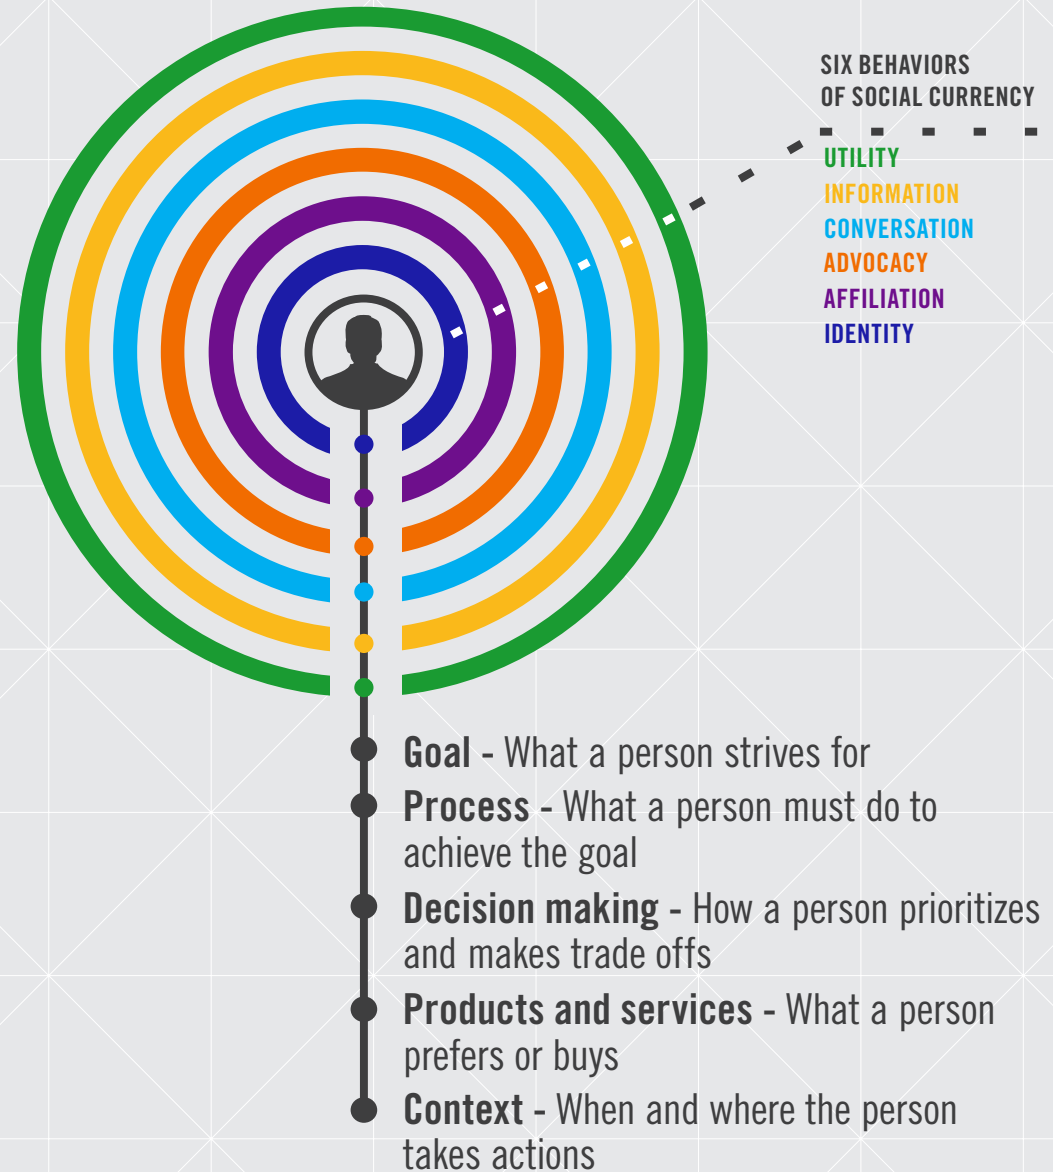 SIX BEHAVIORS
OF SOCIAL CURRENCY
UTILITY
INFORMATION
CONVERSATION
ADVOCACY
AFFILIATION
IDENTITY
Goal - What a person strives for
Process - What a person must do to
achieve the goal
Decision making - How a person prioritizes
and makes trade offs
Products and services - What a person
prefers or buys
Context - When and where the person
takes actions